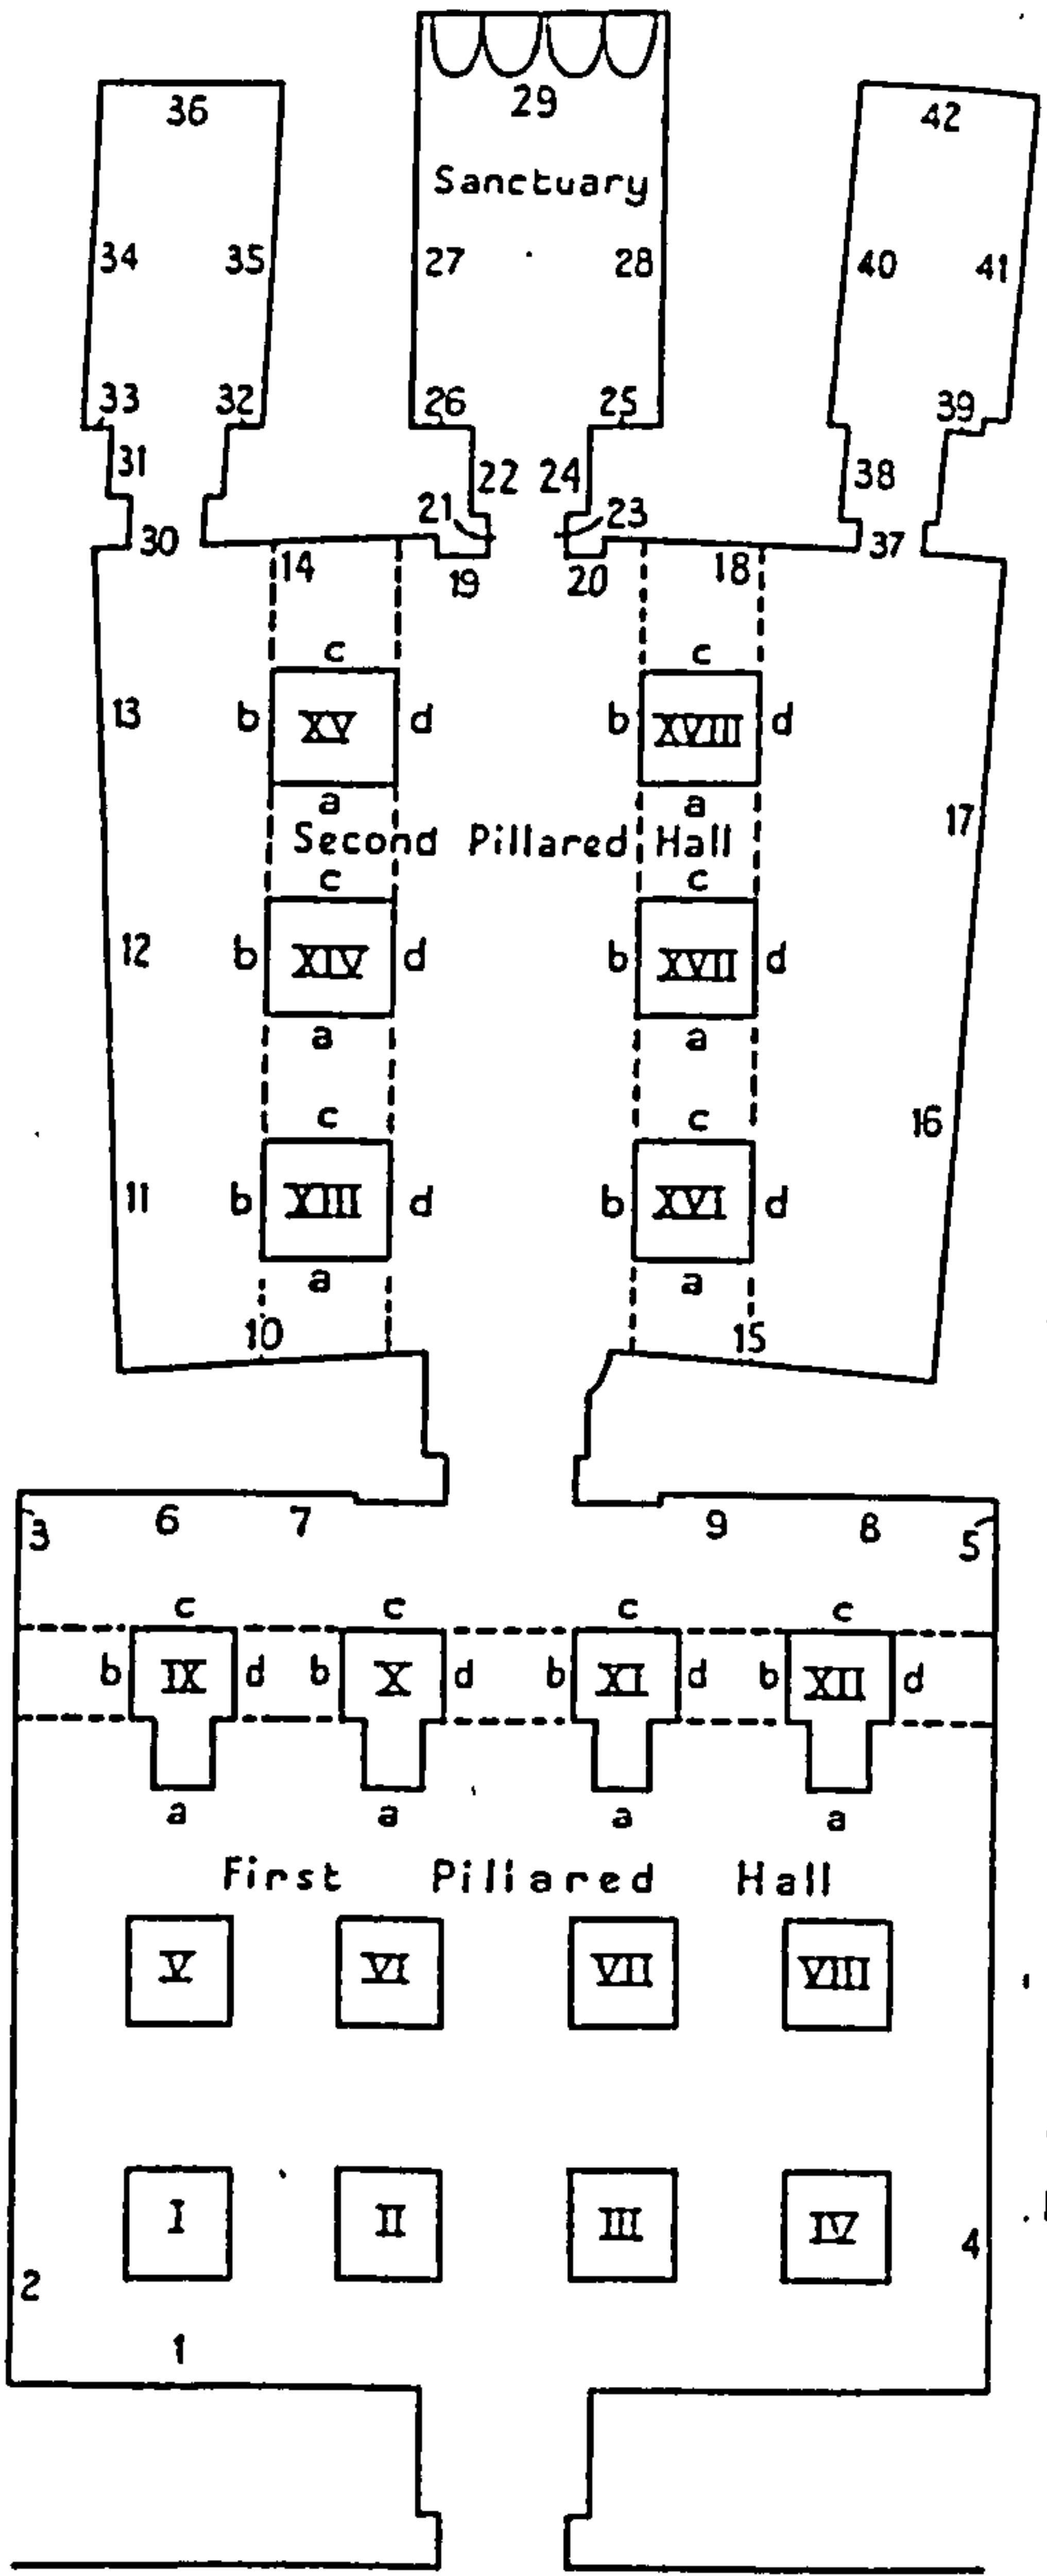 29
36
42
Sanctuary
34 35 27 28 40 41
33 32 26 25 39
31 22 24 38
21 23
30 37
14 19 20 18
c c
13 b XV d b XVIII d
a a
17
Second Pillared Hall
c c
12 b XIV d b XVII d
a a
c c
16
11 b XIII d b XVI d
a a
10 15
3 6 7 9 8 5
c c c c
b IX d b X d b XI d b XII d
a a a a
First Pillared Hall
V VI VII VIII
I II III IV
4
2
1